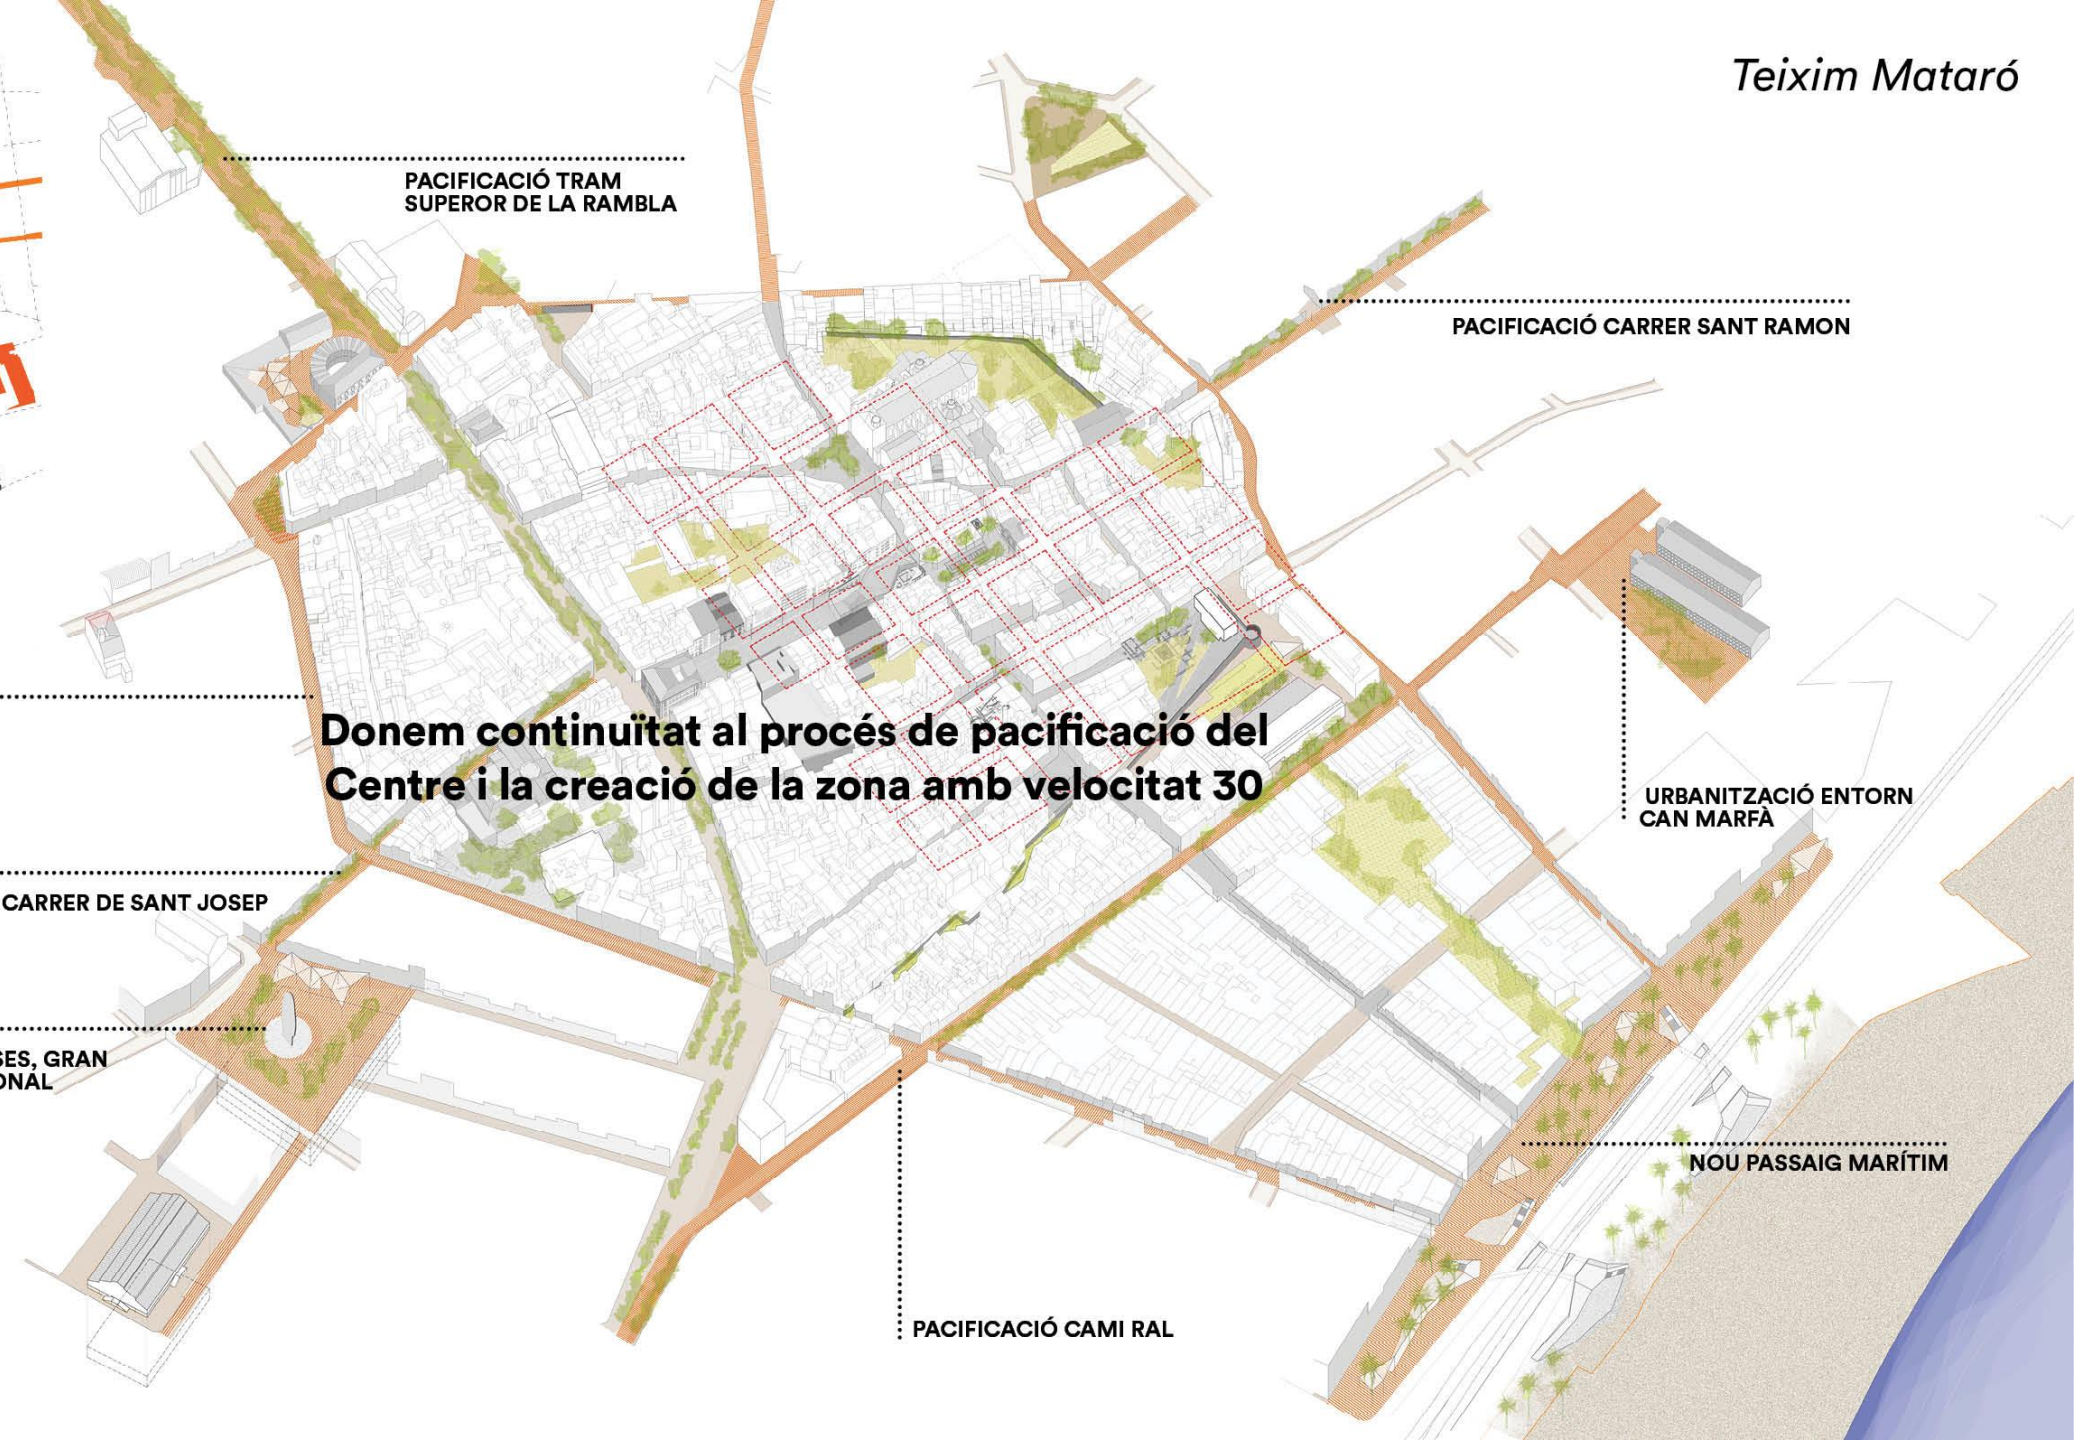 Teixim Mataró
PACIFICACIÓ TRAM
SUPEROR DE LA RAMBLA
PACIFICACIÓ CARRER SANT RAMON
Donem continuïtat al procés de pacificació del
Centre i la creació de la zona amb velocitat 30
URBANITZACIÓ ENTORN
CAN MARFÀ
CARRER DE SANT JOSEP
SES, GRAN
ONAL
NOU PASSAIG MARÍTIM
PACIFICACIÓ CAMI RAL